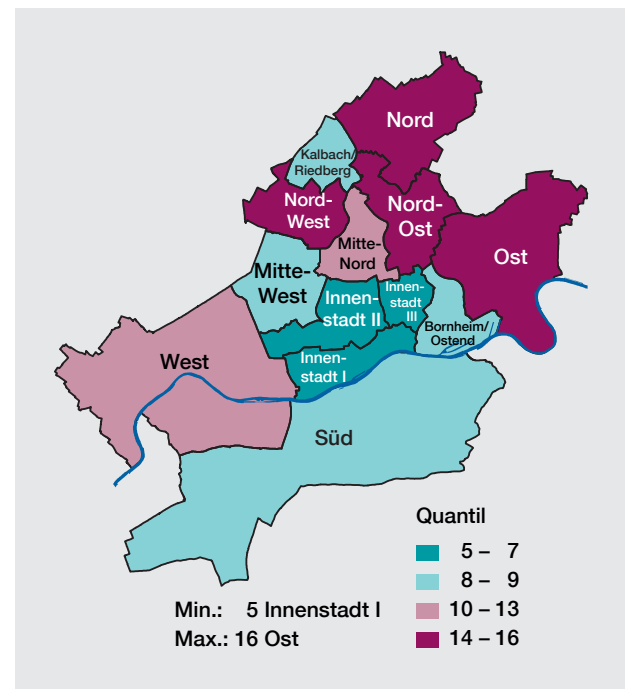 Nord
Kalbach/
Riedberg
Nord-
West
Nord-
Ost
Mitte-
Nord
Ost
Mitte-
West
Innen-
stadt II
Innen-
stadt III
Bornheim/
Ostend
West
Innen-
stadt I
Süd
Quantil
5 – 7
8 – 9
10 – 13
14 – 16
Min.: 5 Innenstadt I
Max.: 16 Ost